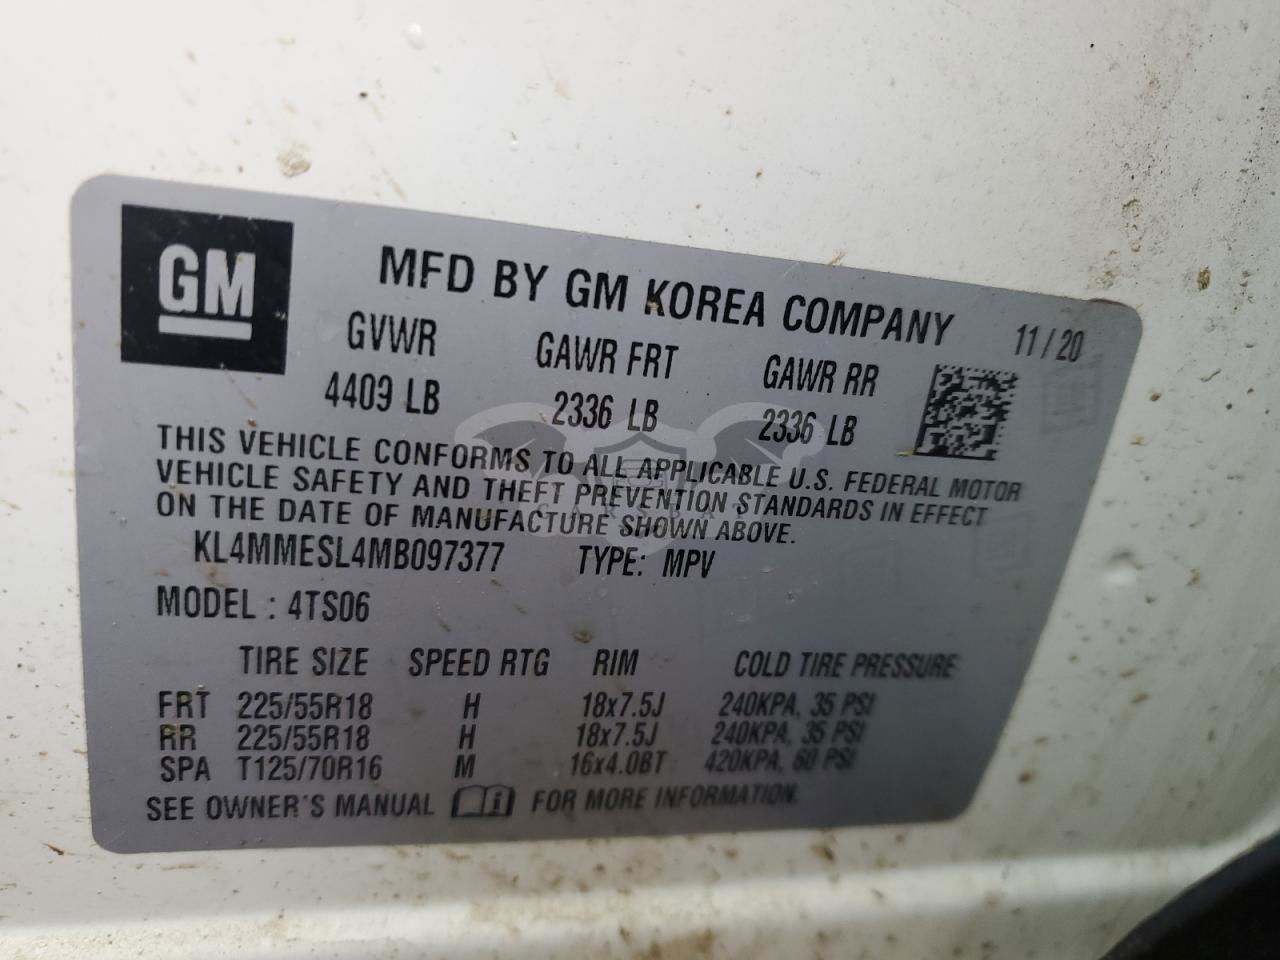 GM
MFD BY GM KOREA COMPANY 11/20
GVWR GAWR FRT GAWR RR
4409 LB 2336 LB 2336 LB
THIS VEHICLE CONFORMS TO ALL APPLICABLE U.S. FEDERAL MOTOR
VEHICLE SAFETY AND THEFT PREVENTION STANDARDS IN EFFECT
ON THE DATE OF MANUFACTURE SHOWN ABOVE.
KL4MMESL4MB097377 TYPE: MPV
MODEL : 4TS06
TIRE SIZE SPEED RTG RIM COLD TIRE PRESSURE
FRT 225/55R18 H 18x7.5J 240KPA, 35 PSI
RR 225/55R18 H 18x7.5J 240KPA, 35 PSI
SPA T125/70R16 M 16x4.0BT 420KPA, 60 PSI
SEE OWNER'S MANUAL FOR MORE INFORMATION.